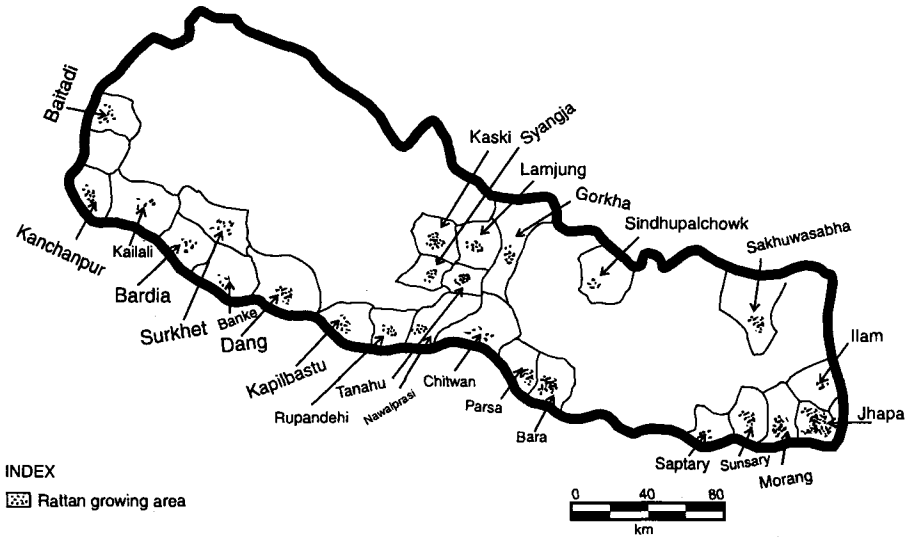 Baitadi
Kanchanpur
Kailali
Bardia
Surkhet
Banke
Dang
Kapilbastu
Rupandehi
Tanahu
Nawalprasi
Chitwan
Parsa
Bara
Kaski
Syangja
Lamjung
Gorkha
Sindhupalchowk
Sakhuwasabha
Ilam
Jhapa
Saptary
Sunsary
Morang
INDEX
Rattan growing area
0 40 80
km